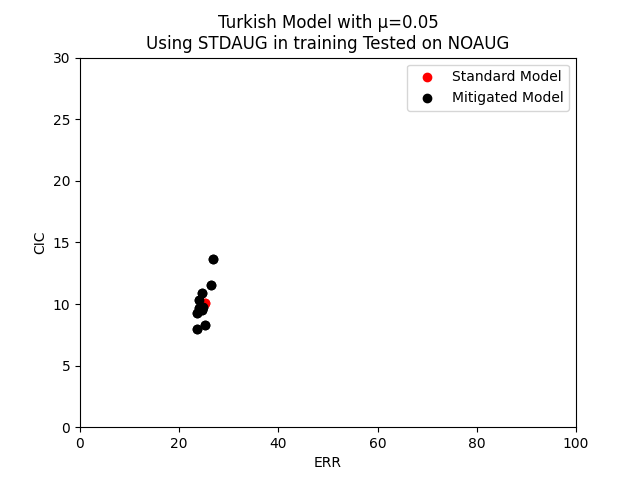 Turkish Model with μ=0.05
Using STDAUG in training Tested on NOAUG
30
25
20
15
10
5
0
CIC
Standard Model
Mitigated Model
0 20 40 60 80 100
ERR